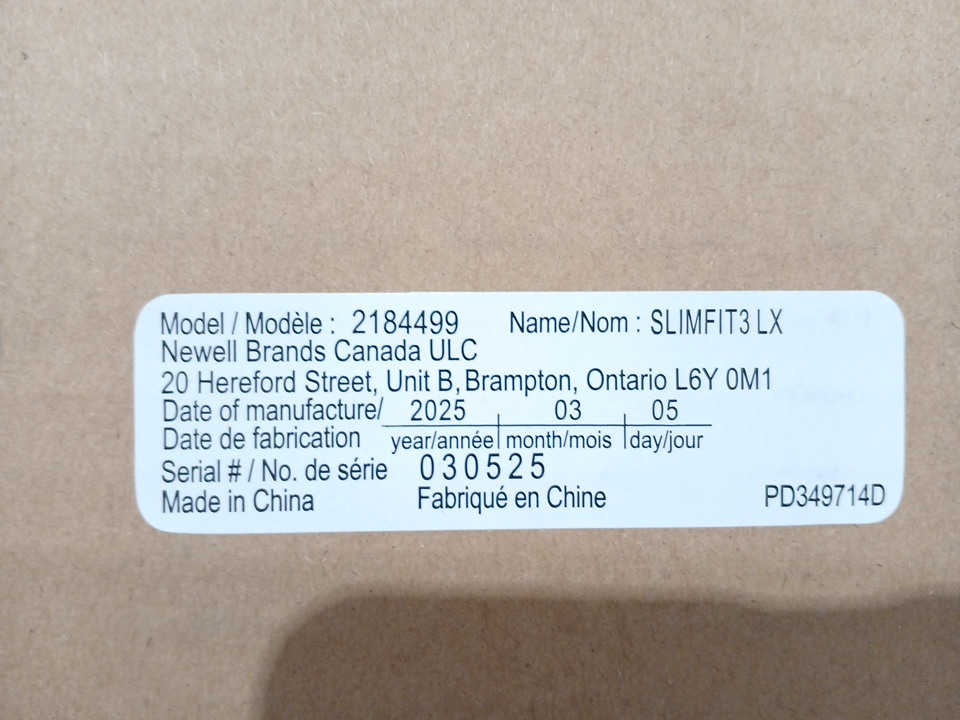 Model / Modèle : 2184499 Name/Nom : SLIMFIT3 LX
Newell Brands Canada ULC
20 Hereford Street, Unit B, Brampton, Ontario L6Y 0M1
Date of manufacture/ 2025 03 05
Date de fabrication year/année month/mois day/jour
Serial # / No. de série 030525
Made in China Fabriqué en Chine PD349714D